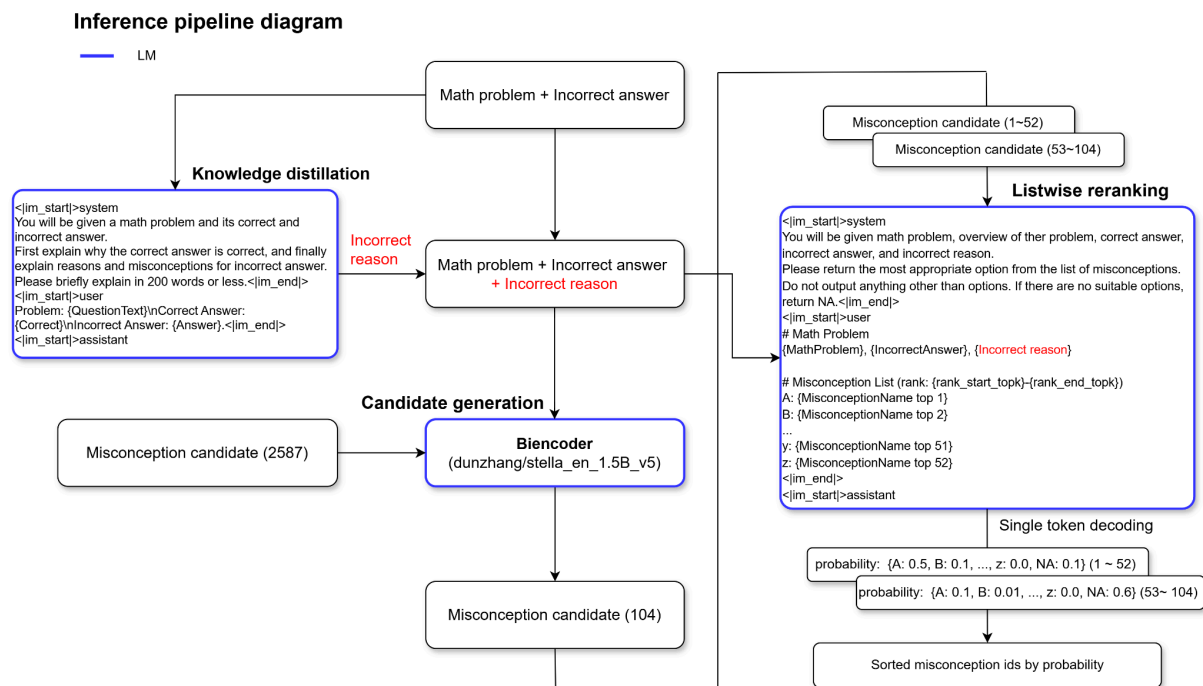 Inference pipeline diagram
LM
Math problem + Incorrect answer
Knowledge distillation
<|im_start|>system
You will be given a math problem and its correct and
incorrect answer.
First explain why the correct answer is correct, and finally
explain reasons and misconceptions for incorrect answer.
Please briefly explain in 200 words or less.<|im_end|>
<|im_start|>user
Problem: {QuestionText}\nCorrect Answer:
{Correct}\nIncorrect Answer: {Answer}.<|im_end|>
<|im_start|>assistant
Incorrect
reason
Math problem + Incorrect answer
+ Incorrect reason
Candidate generation
Misconception candidate (2587)
Biencoder
(dunzhang/stella_en_1.5B_v5)
Misconception candidate (104)
Misconception candidate (1~52)
Misconception candidate (53~104)
Listwise reranking
<|im_start|>system
You will be given math problem, overview of ther problem, correct answer,
incorrect answer, and incorrect reason.
Please return the most appropriate option from the list of misconceptions.
Do not output anything other than options. If there are no suitable options,
return NA.<|im_end|>
<|im_start|>user
# Math Problem
{MathProblem}, {IncorrectAnswer}, {Incorrect reason}
# Misconception List (rank: {rank_start_topk}-{rank_end_topk})
A: {MisconceptionName top 1}
B: {MisconceptionName top 2}
...
y: {MisconceptionName top 51}
z: {MisconceptionName top 52}
<|im_end|>
<|im_start|>assistant
Single token decoding
probability: {A: 0.5, B: 0.1, ..., z: 0.0, NA: 0.1} (1 ~ 52)
probability: {A: 0.1, B: 0.01, ..., z: 0.0, NA: 0.6} (53~ 104)
Sorted misconception ids by probability